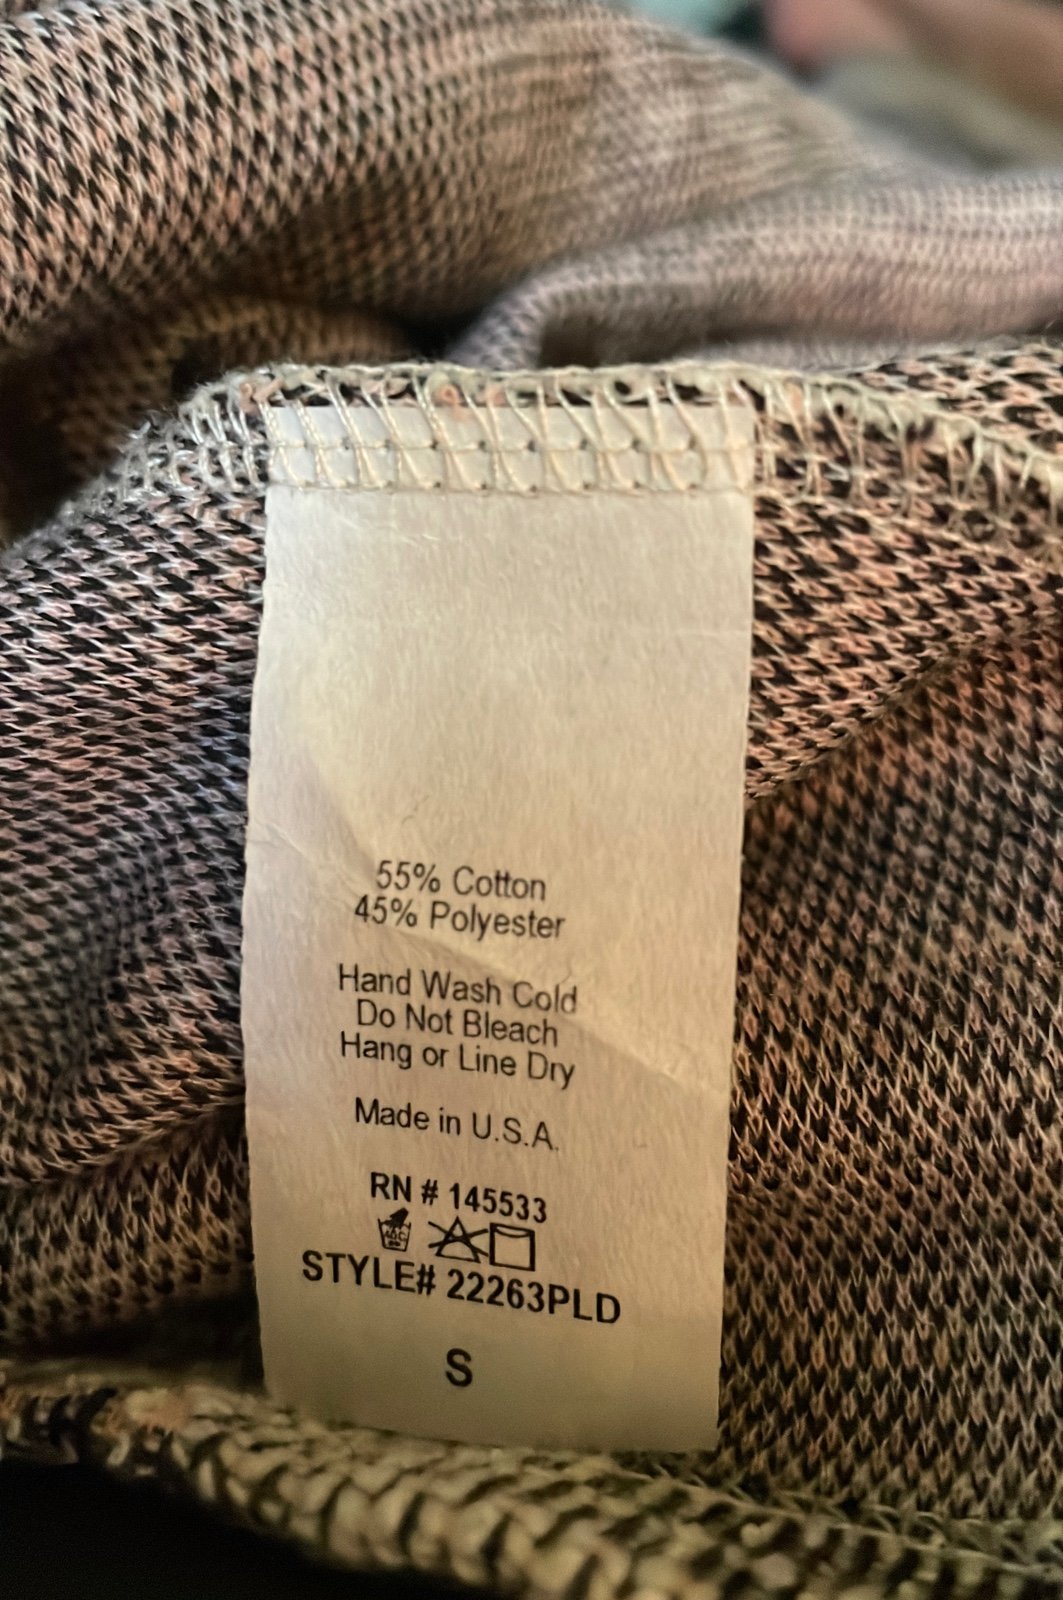 55% Cotton
45% Polyester
Hand Wash Cold
Do Not Bleach
Hang or Line Dry
Made in U.S.A.
RN # 145533
STYLE# 22263PLD
S